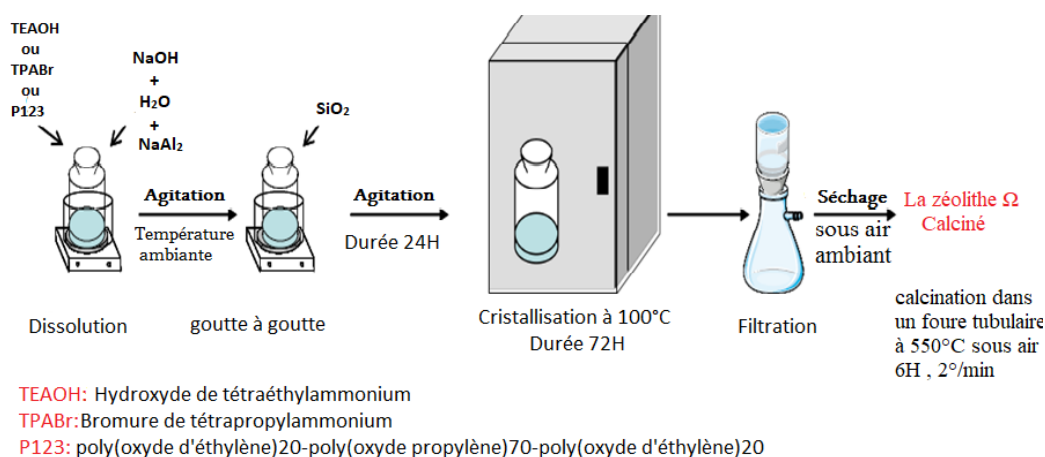 TEAOH
ou
TPABr
ou
P123
NaOH
+
H₂O
+
NaAl₂
Agitation
Température
ambiante
SiO₂
Agitation
Durée 24H
Séchage
sous air
ambiant
La zéolithe Ω
Calciné
Dissolution
goutte à goutte
Cristallisation à 100°C
Durée 72H
Filtration
calcination dans
un foure tubulaire
à 550°C sous air
6H , 2°/min
TEAOH: Hydroxyde de tétraéthylammonium
TPABr:Bromure de tétrapropylammonium
P123: poly(oxyde d'éthylène)20-poly(oxyde propylène)70-poly(oxyde d'éthylène)20